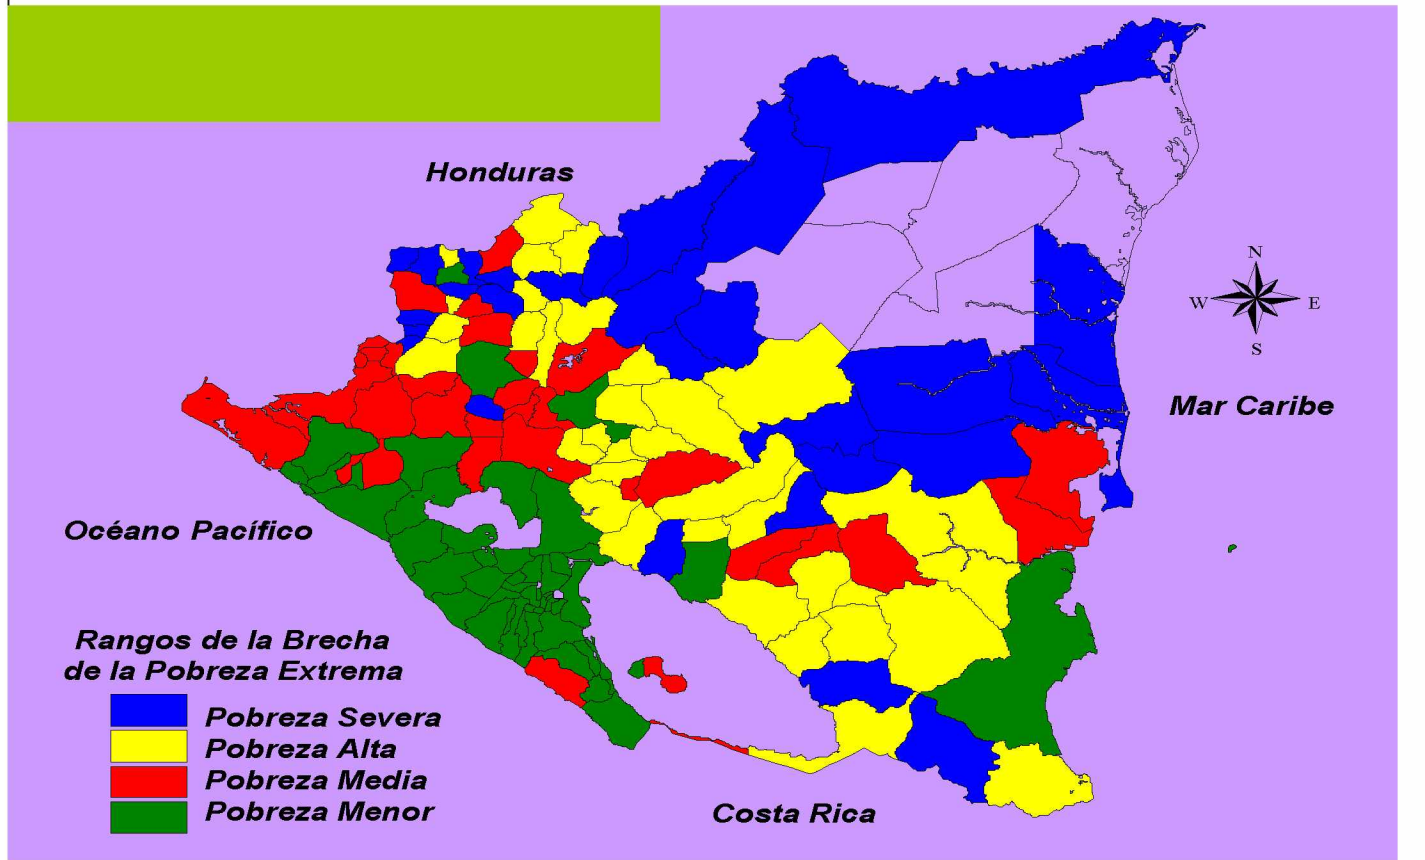 Honduras
N
W
E
S
Mar Caribe
Océano Pacífico
Rangos de la Brecha
de la Pobreza Extrema
Pobreza Severa
Pobreza Alta
Pobreza Media
Pobreza Menor
Costa Rica